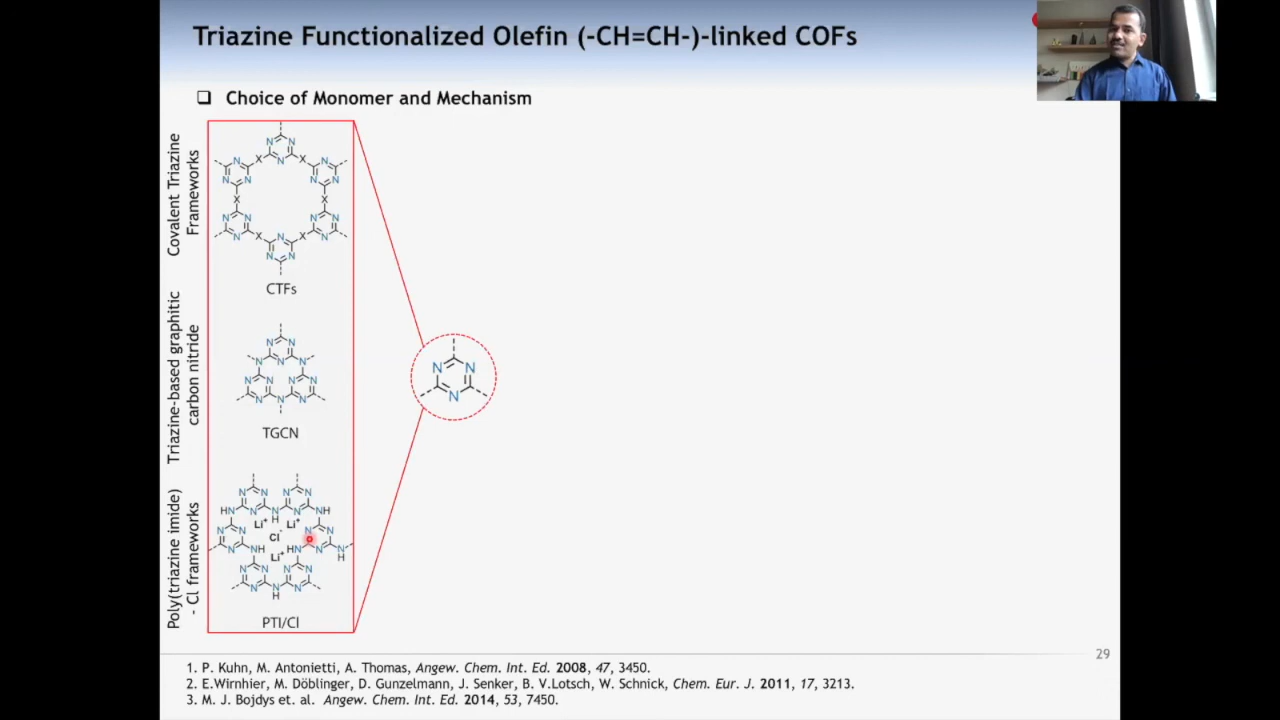 Triazine Functionalized Olefin (-CH=CH-)-linked COFs
❑ Choice of Monomer and Mechanism
Covalent Triazine
Frameworks
N N
N
X X
X X
X X
CTFs
Triazine-based graphitic
carbon nitride
N N
N
TGCN
Poly(triazine imide)
- Cl frameworks
HN N NH
H
Li+ Li+
Cl-
NH HN N
H
Li+
N
H
PTI/Cl
N N
N
29
1. P. Kuhn, M. Antonietti, A. Thomas, Angew. Chem. Int. Ed. 2008, 47, 3450.
2. E.Wirnhier, M. Döblinger, D. Gunzelmann, J. Senker, B. V.Lotsch, W. Schnick, Chem. Eur. J. 2011, 17, 3213.
3. M. J. Bojdys et. al. Angew. Chem. Int. Ed. 2014, 53, 7450.